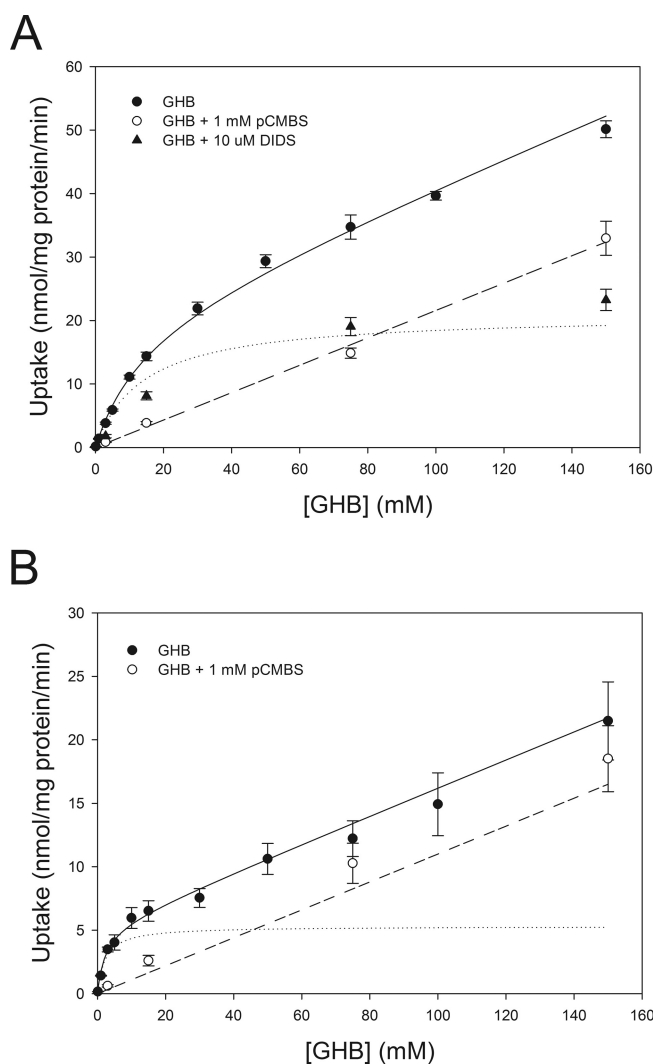 A
Uptake (nmol/mg protein/min)
60
50
40
30
20
10
0
GHB
GHB + 1 mM pCMBS
GHB + 10 uM DIDS
0 20 40 60 80 100 120 140 160
[GHB] (mM)
B
Uptake (nmol/mg protein/min)
30
25
20
15
10
5
0
GHB
GHB + 1 mM pCMBS
0 20 40 60 80 100 120 140 160
[GHB] (mM)